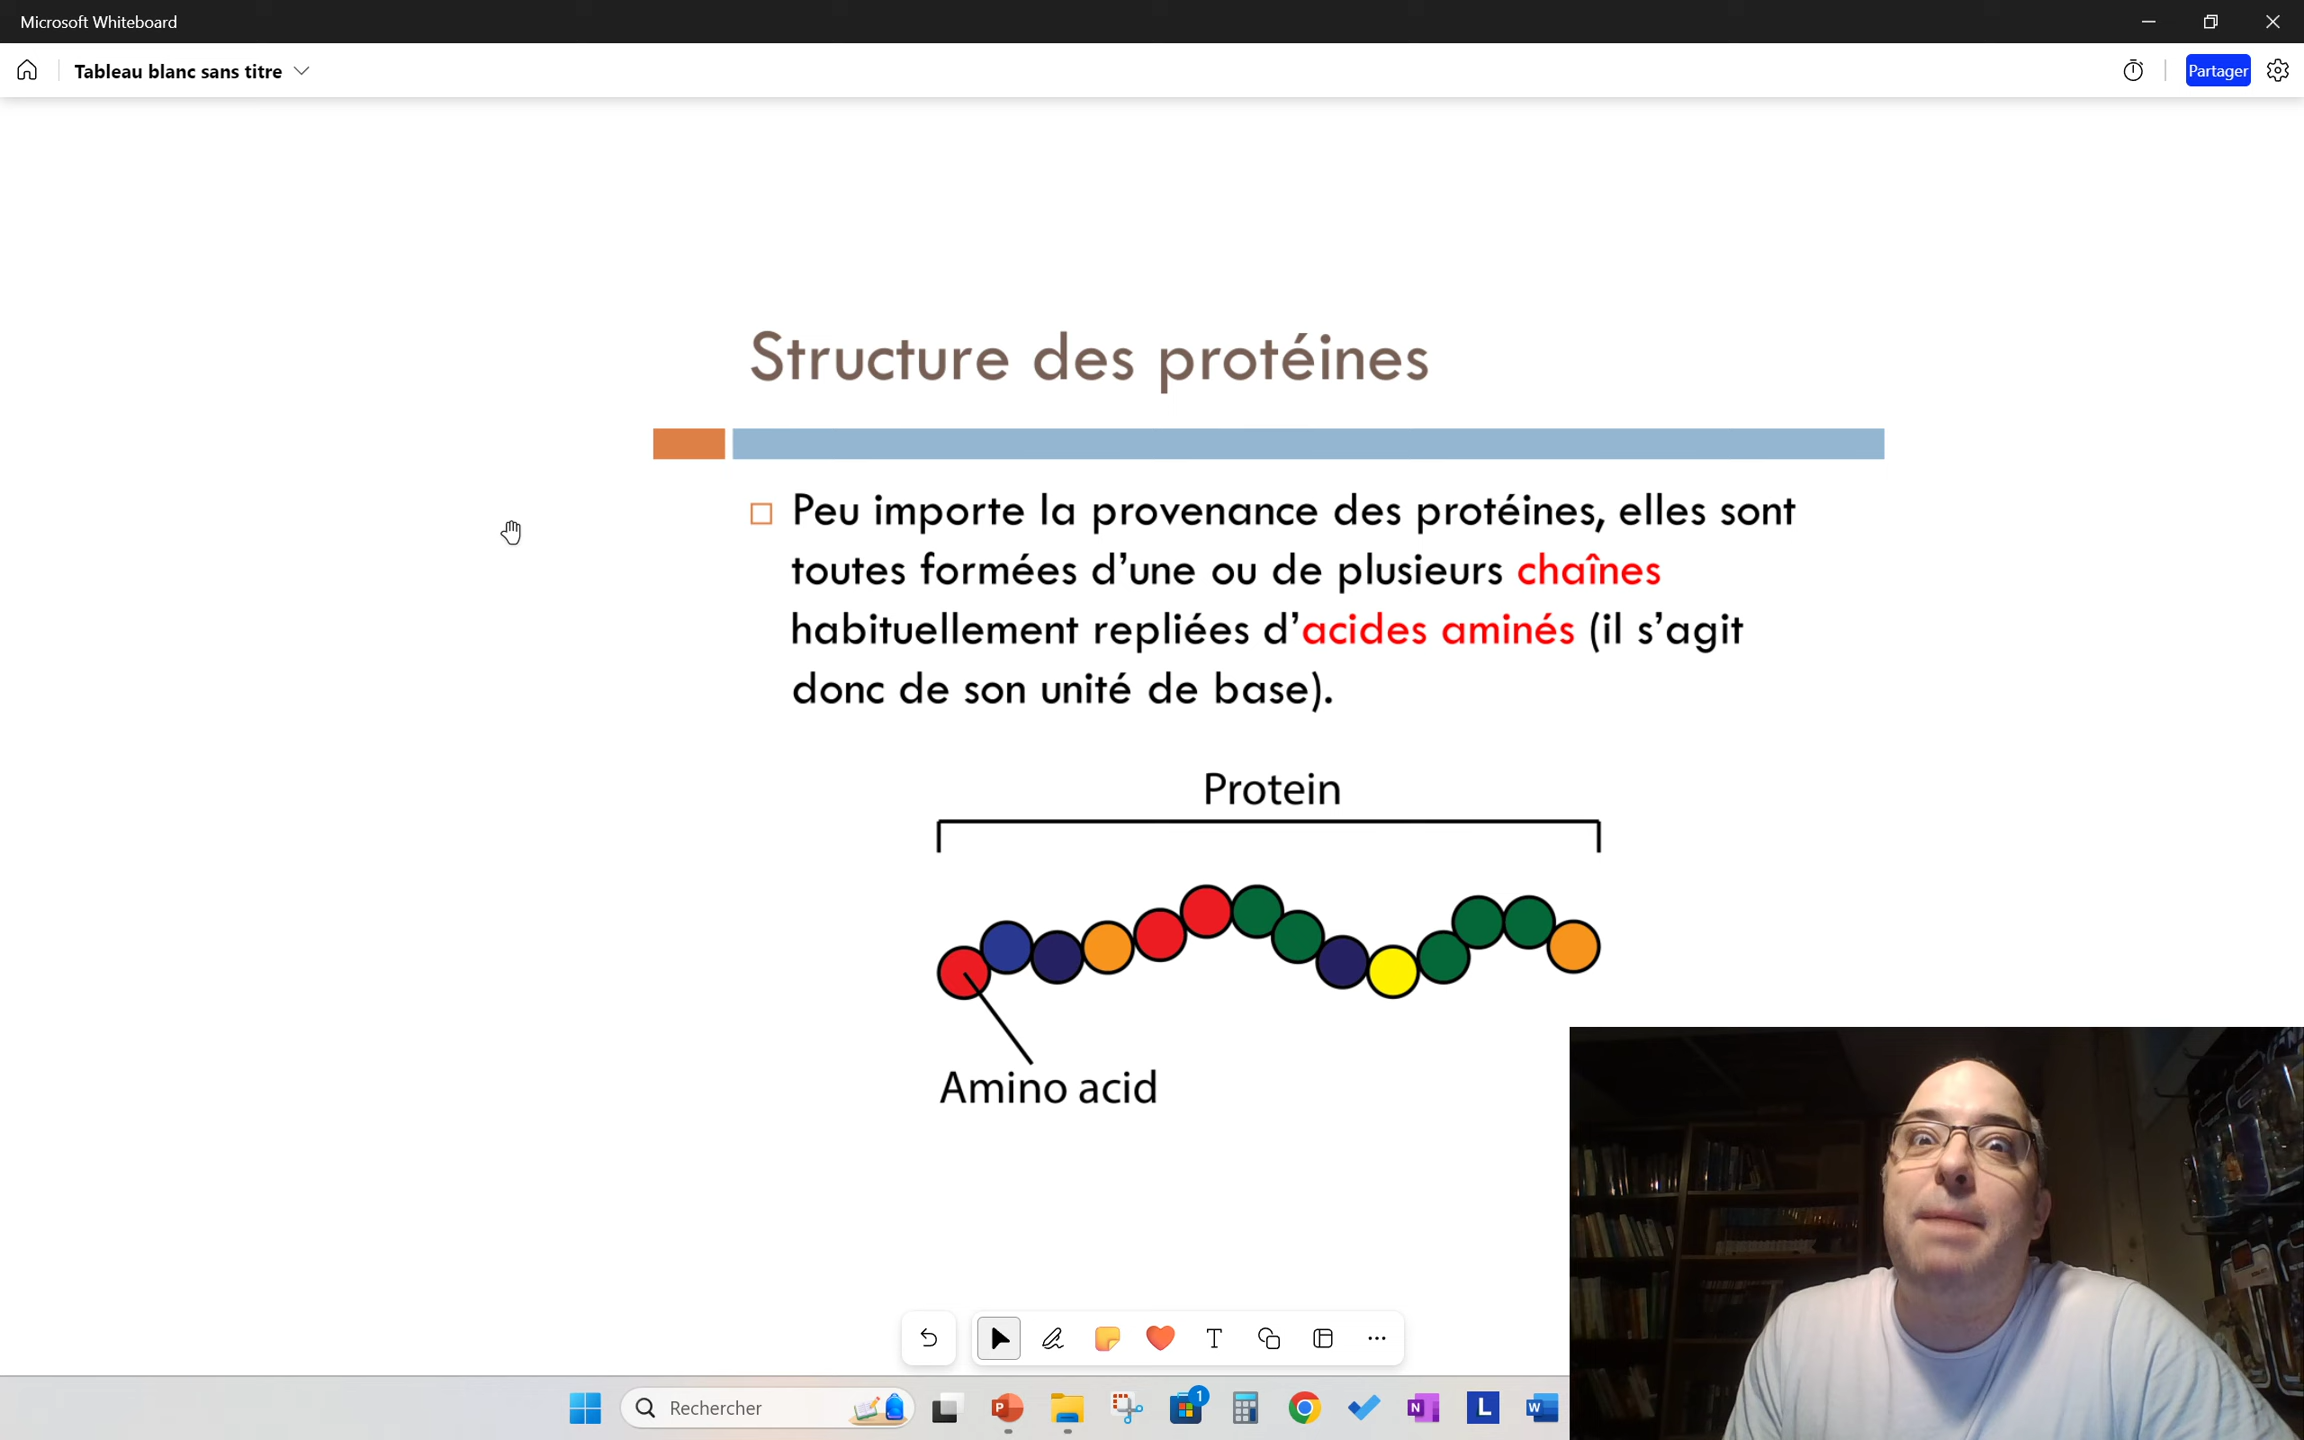 Microsoft Whiteboard
Tableau blanc sans titre
Partager
Structure des protéines
Peu importe la provenance des protéines, elles sont
toutes formées d’une ou de plusieurs chaînes
habituellement repliées d’acides aminés (il s’agit
donc de son unité de base).
Protein
Amino acid
T
Rechercher
P
1
N
L
W